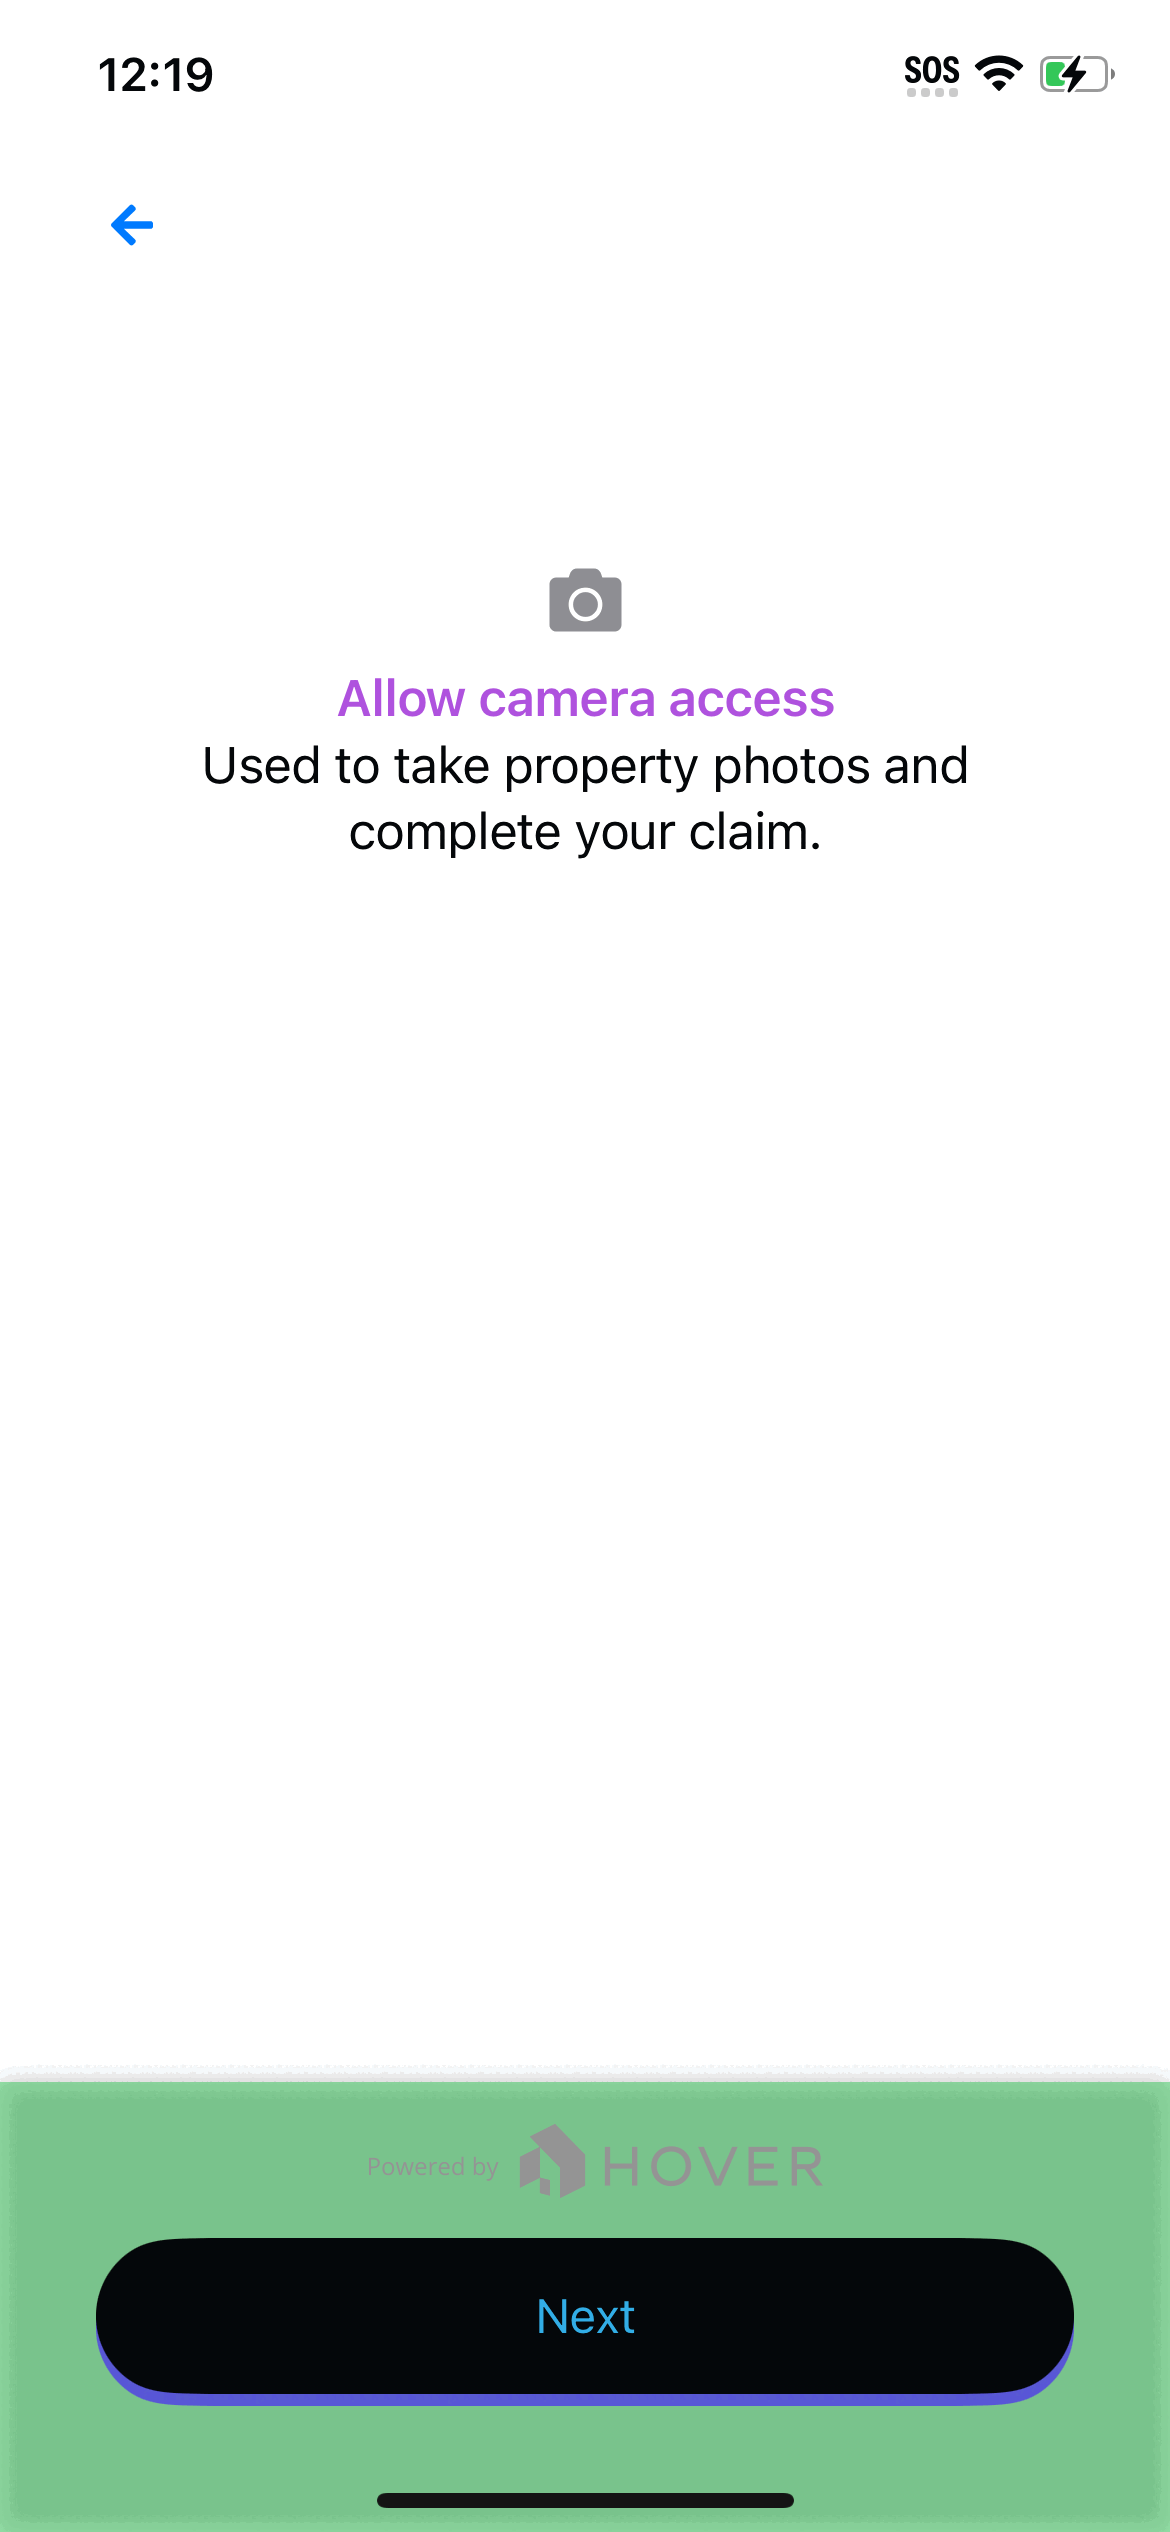 12:19
SOS
Allow camera access
Used to take property photos and
complete your claim.
Powered by HOVER
Next